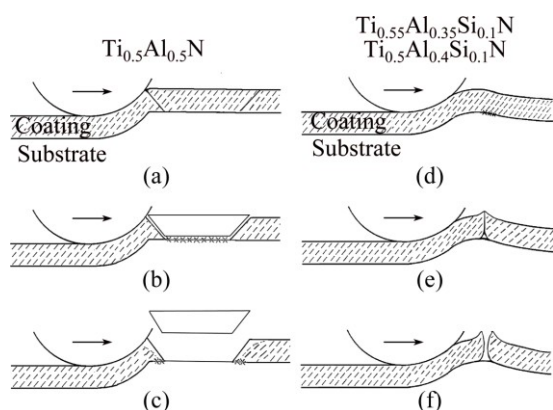 Ti0.5Al0.5N
Ti0.55Al0.35Si0.1N
Ti0.5Al0.4Si0.1N
Coating
Substrate
(a)
Coating
Substrate
(d)
(b)
(e)
(c)
(f)